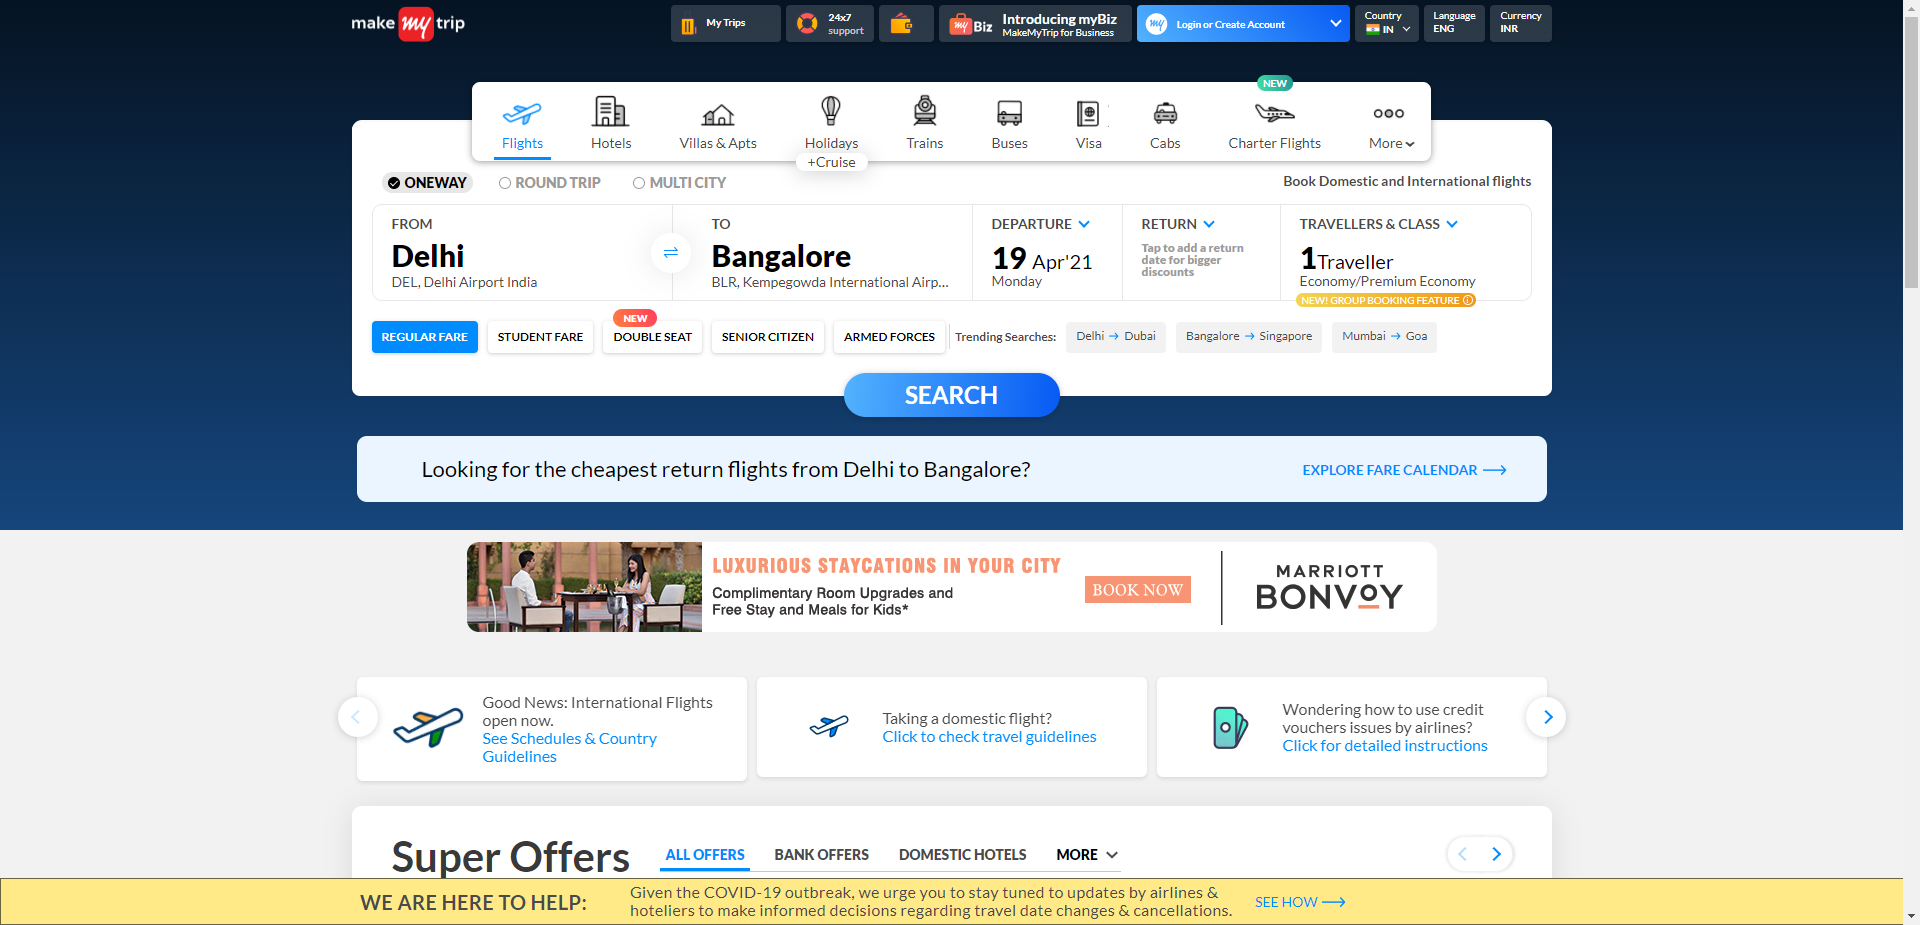 make my trip
My Trips
24x7
support
my Biz
Introducing myBiz
MakeMyTrip for Business
my
Login or Create Account
Country
IN
Language
ENG
Currency
INR
NEW
Flights
Hotels
Villas & Apts
Holidays
+Cruise
Trains
Buses
Visa
Cabs
Charter Flights
More
ONEWAY
ROUND TRIP
MULTI CITY
Book Domestic and International flights
FROM
Delhi
DEL, Delhi Airport India
TO
Bangalore
BLR, Kempegowda International Airp...
DEPARTURE
19 Apr'21
Monday
RETURN
Tap to add a return
date for bigger
discounts
TRAVELLERS & CLASS
1Traveller
Economy/Premium Economy
NEW! GROUP BOOKING FEATURE
REGULAR FARE
STUDENT FARE
NEW
DOUBLE SEAT
SENIOR CITIZEN
ARMED FORCES
Trending Searches:
Delhi → Dubai
Bangalore → Singapore
Mumbai → Goa
SEARCH
Looking for the cheapest return flights from Delhi to Bangalore?
EXPLORE FARE CALENDAR
LUXURIOUS STAYCATIONS IN YOUR CITY
Complimentary Room Upgrades and
Free Stay and Meals for Kids*
BOOK NOW
MARRIOTT
BONVOY
Good News: International Flights
open now.
See Schedules & Country
Guidelines
Taking a domestic flight?
Click to check travel guidelines
Wondering how to use credit
vouchers issues by airlines?
Click for detailed instructions
Super Offers
ALL OFFERS
BANK OFFERS
DOMESTIC HOTELS
MORE
WE ARE HERE TO HELP:
Given the COVID-19 outbreak, we urge you to stay tuned to updates by airlines &
hoteliers to make informed decisions regarding travel date changes & cancellations.
SEE HOW